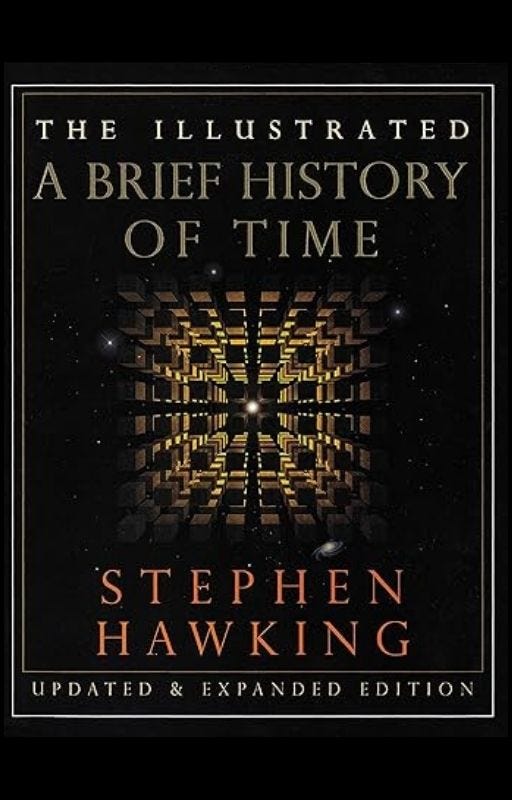 THE ILLUSTRATED
A BRIEF HISTORY
OF TIME
STEPHEN
HAWKING
UPDATED & EXPANDED EDITION